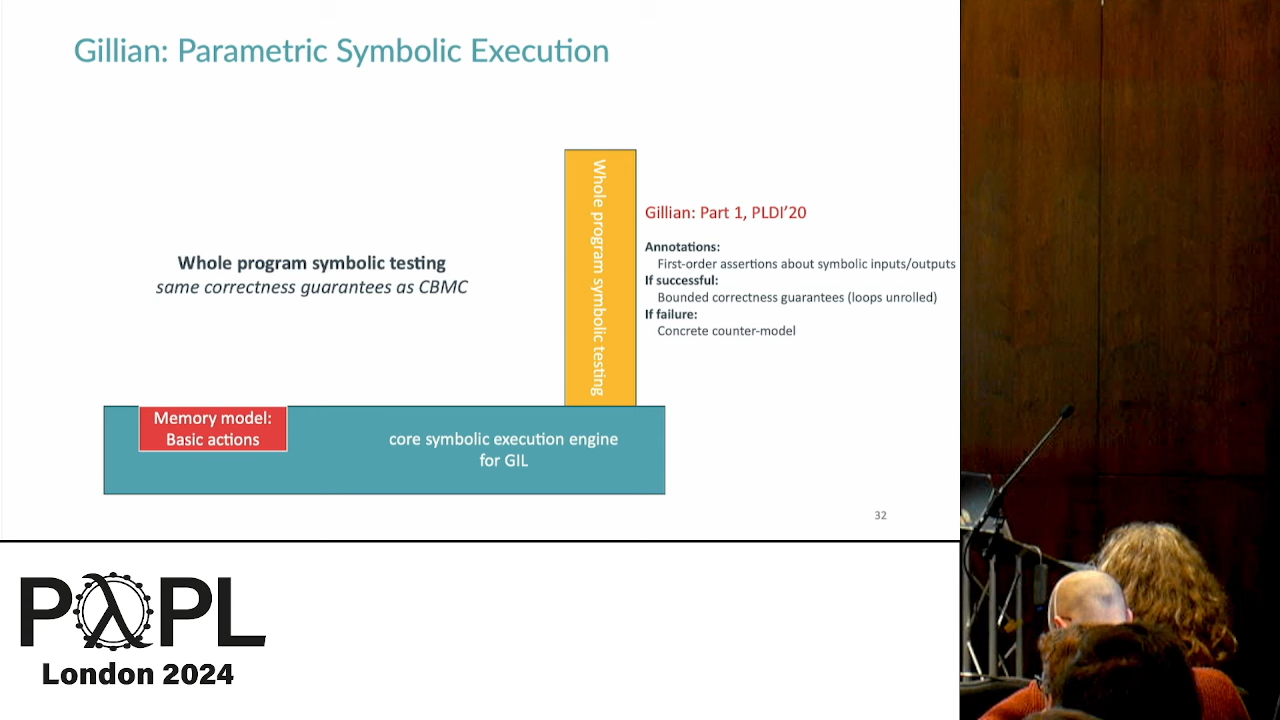 Gillian: Parametric Symbolic Execution
Whole program symbolic testing
same correctness guarantees as CBMC
Whole program symbolic testing
Gillian: Part 1, PLDI'20
Annotations:
First-order assertions about symbolic inputs/outputs
If successful:
Bounded correctness guarantees (loops unrolled)
If failure:
Concrete counter-model
Memory model:
Basic actions
core symbolic execution engine
for GIL
32
PλPL
London 2024